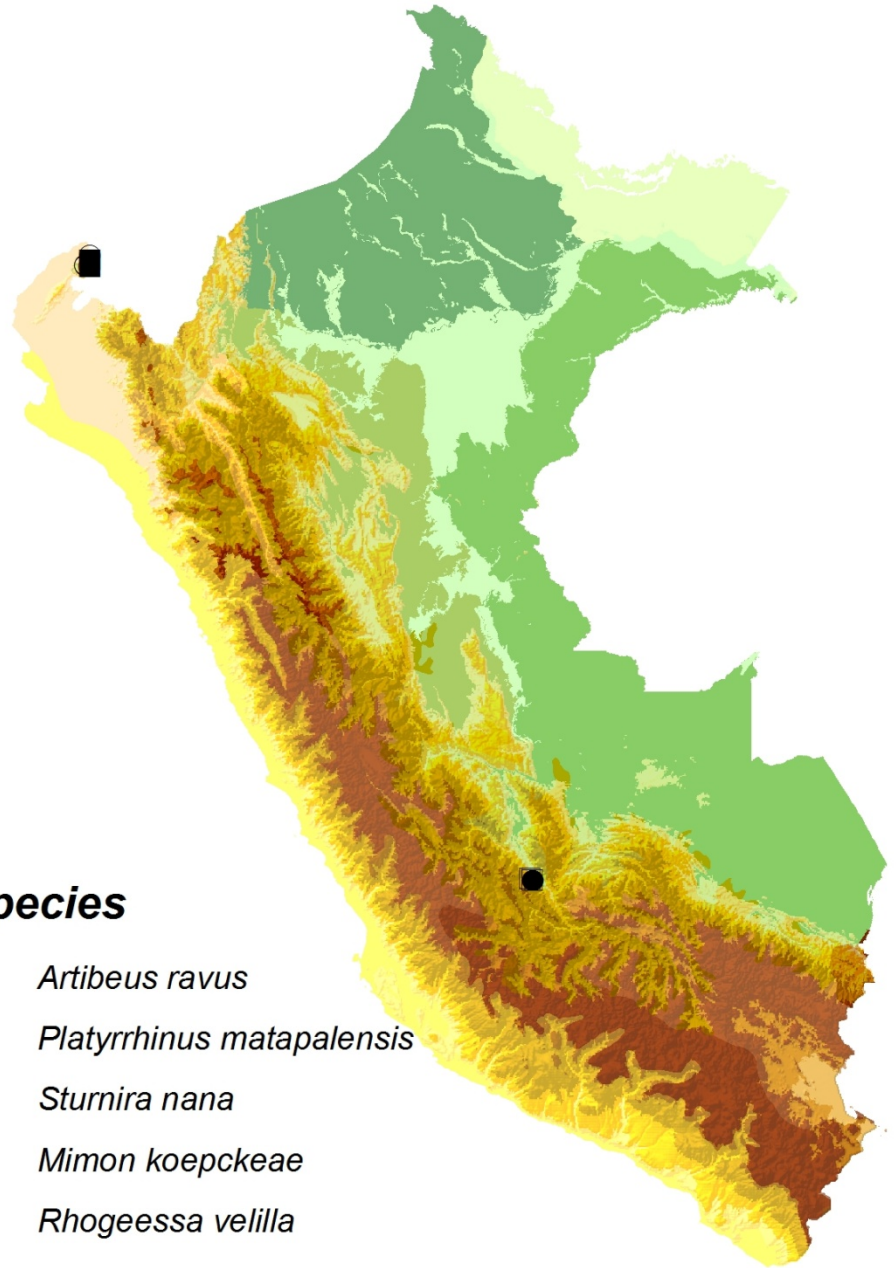 pecies
Artibeus ravus
Platyrrhinus matapalensis
Sturnira nana
Mimon koepckeae
Rhogeessa velilla